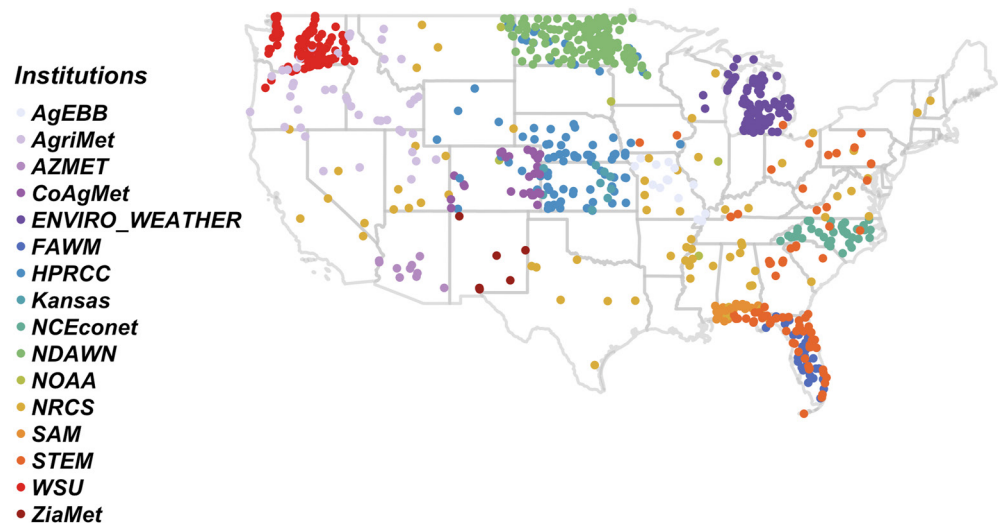 Institutions
AgEBB
AgriMet
AZMET
CoAgMet
ENVIRO_WEATHER
FAWM
HPRCC
Kansas
NCEconet
NDAWN
NOAA
NRCS
SAM
STEM
WSU
ZiaMet